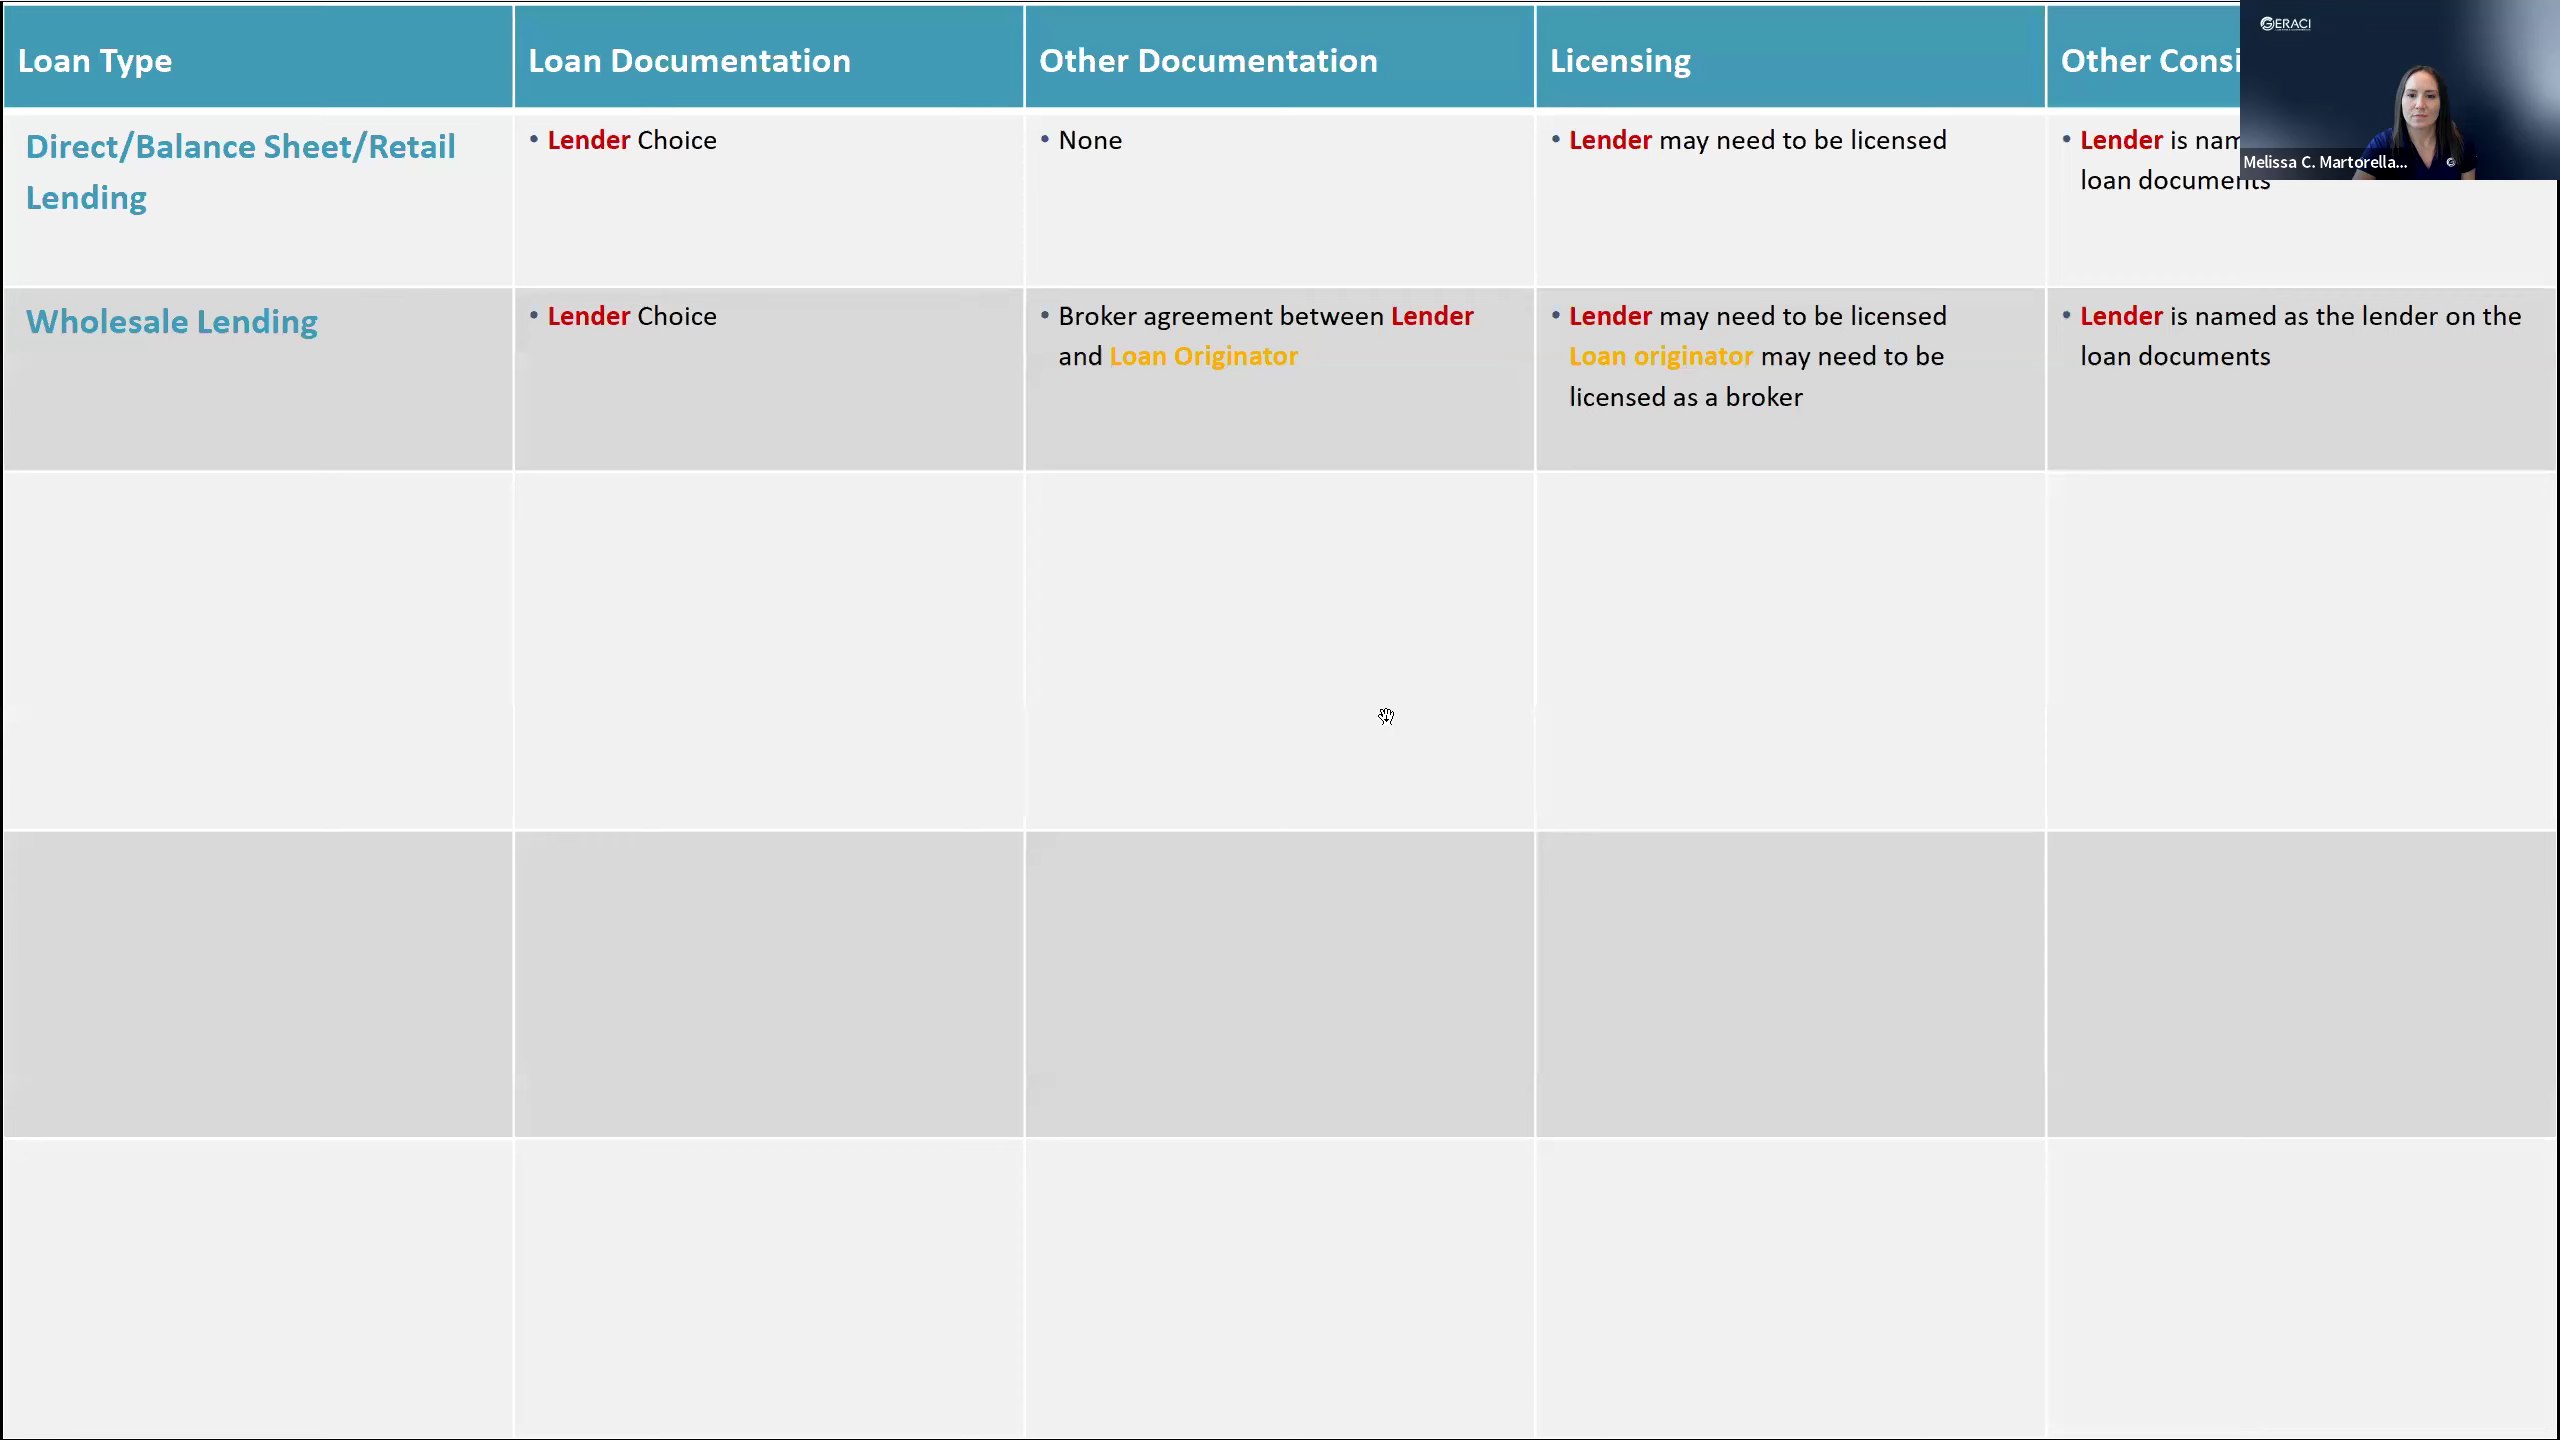 Loan Type
Loan Documentation
Other Documentation
Licensing
Other
GERACI
Direct/Balance Sheet/Retail
Lending
• Lender Choice
• None
• Lender may need to be licensed
• Lender is
loan documents
Melissa C. Martorella...
Wholesale Lending
• Lender Choice
• Broker agreement between Lender
and Loan Originator
• Lender may need to be licensed
Loan originator may need to be
licensed as a broker
• Lender is named as the lender on the
loan documents